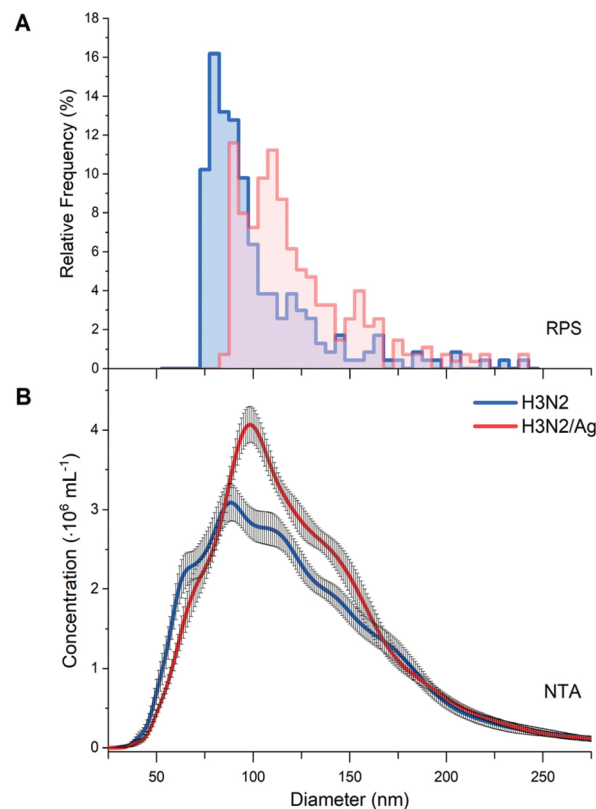 A
18
16
14
12
10
8
6
4
2
0
Relative Frequency (%)
RPS
B
H3N2
H3N2/Ag
4
3
2
1
0
Concentration (·10⁶ mL⁻¹)
NTA
50 100 150 200 250
Diameter (nm)